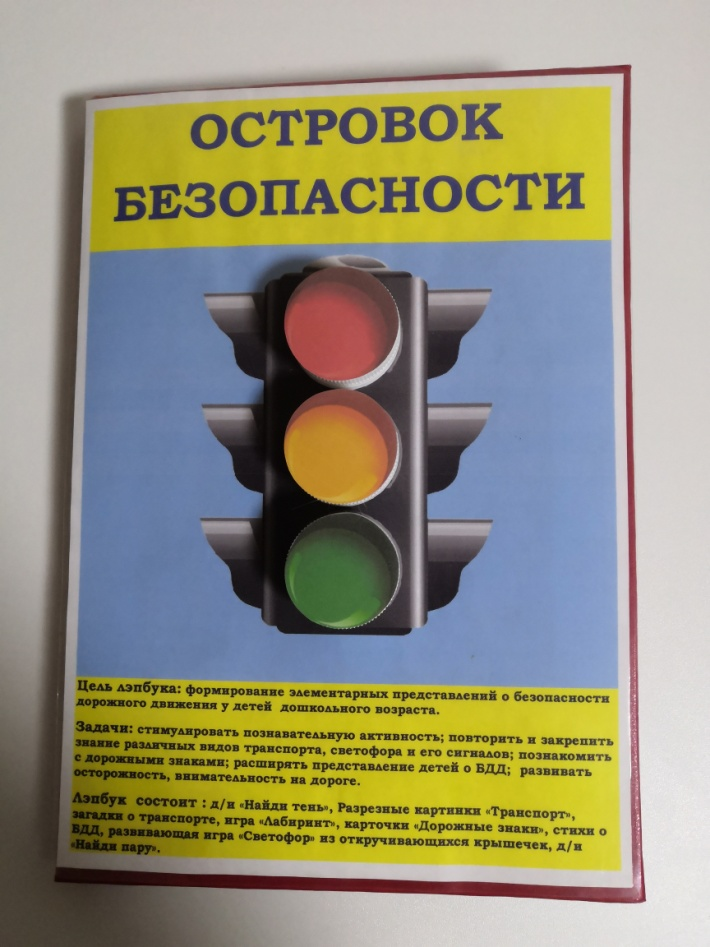 ОСТРОВОК
БЕЗОПАСНОСТИ
Цель лэпбука: формирование элементарных представлений о безопасности
дорожного движения у детей дошкольного возраста.
Задачи: стимулировать познавательную активность; повторить и закрепить
знание различных видов транспорта, светофора и его сигналов; познакомить
с дорожными знаками; расширять представление детей о БДД; развивать
осторожность, внимательность на дороге.
Лэпбук состоит : д/и «Найди тень», Разрезные картинки «Транспорт»,
загадки о транспорте, игра «Лабиринт», карточки «Дорожные знаки», стихи о
БДД, развивающая игра «Светофор» из откручивающихся крышечек, д/и
«Найди пару».